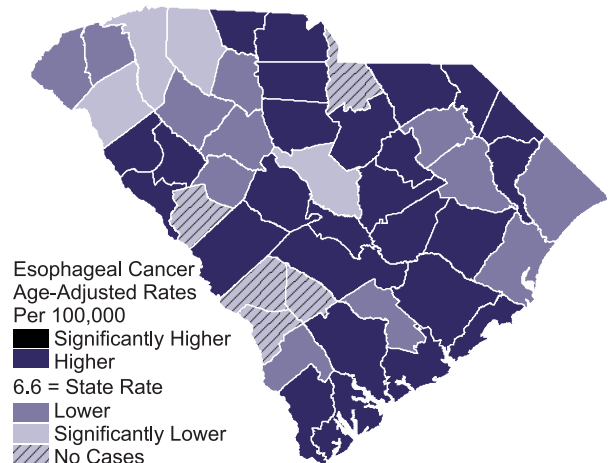 Esophageal Cancer
Age-Adjusted Rates
Per 100,000
Significantly Higher
Higher
6.6 = State Rate
Lower
Significantly Lower
No Cases